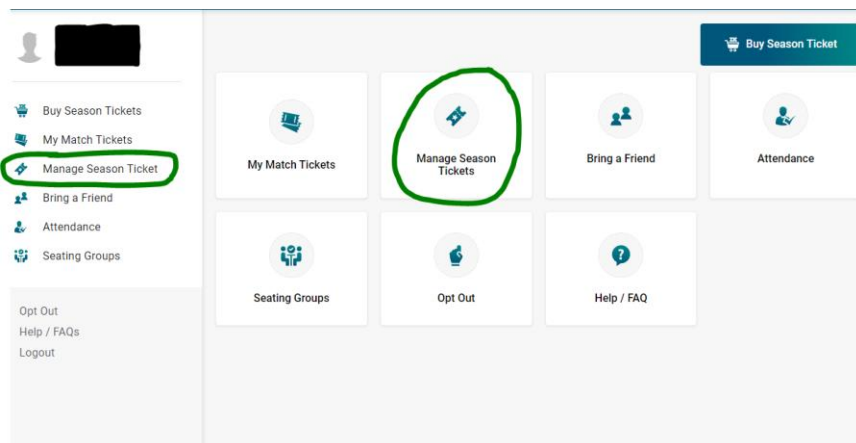 Buy Season Ticket
Buy Season Tickets
My Match Tickets
Manage Season Ticket
Bring a Friend
Attendance
Seating Groups
Opt Out
Help / FAQs
Logout
My Match Tickets
Manage Season
Tickets
Bring a Friend
Attendance
Seating Groups
Opt Out
Help / FAQ